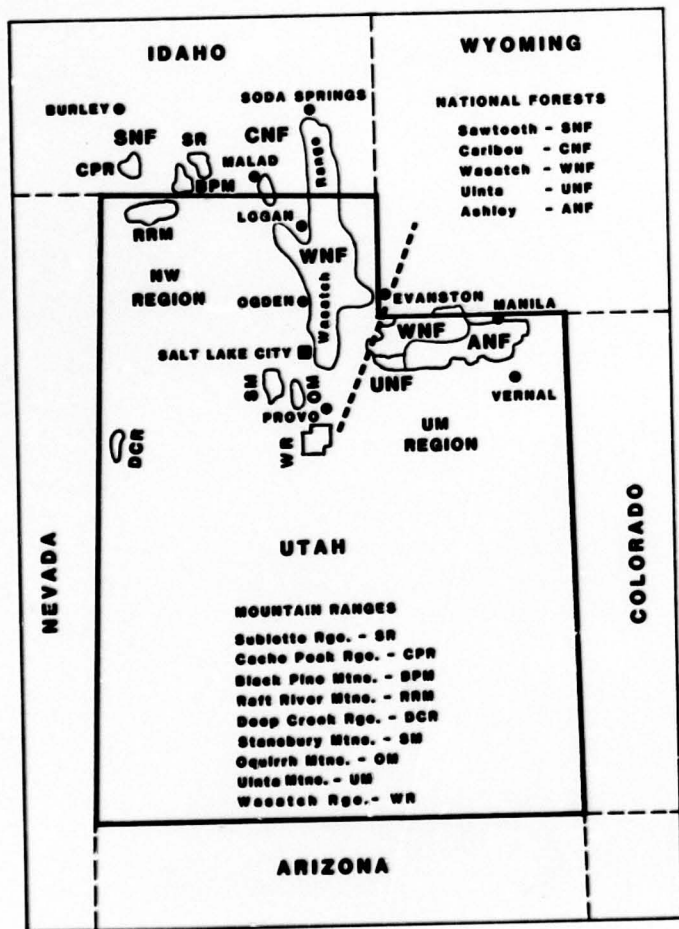 IDAHO
WYOMING
BURLEY
SODA SPRINGS
NATIONAL FORESTS
SNF
SR
CNF
Sawtooth - SNF
CPR
MALAD
Range
Caribou - CNF
BPM
Wasatch - WNF
Uinta - UNF
Ashley - ANF
RRM
LOGAN
NW
REGION
WNF
Wasatch
OGDEN
EVANSTON
MANILA
WNF
ANF
SALT LAKE CITY
UNF
SM
OM
VERNAL
PROVO
UM
REGION
DCR
WR
NEVADA
COLORADO
UTAH
MOUNTAIN RANGES
Sublette Rge. - SR
Cache Peak Rge. - CPR
Black Pine Mtns. - BPM
Raft River Mtns. - RRM
Deep Creek Rge. - DCR
Stansbury Mtns. - SM
Oquirrh Mtns. - OM
Uinta Mtns. - UM
Wasatch Rge. - WR
ARIZONA